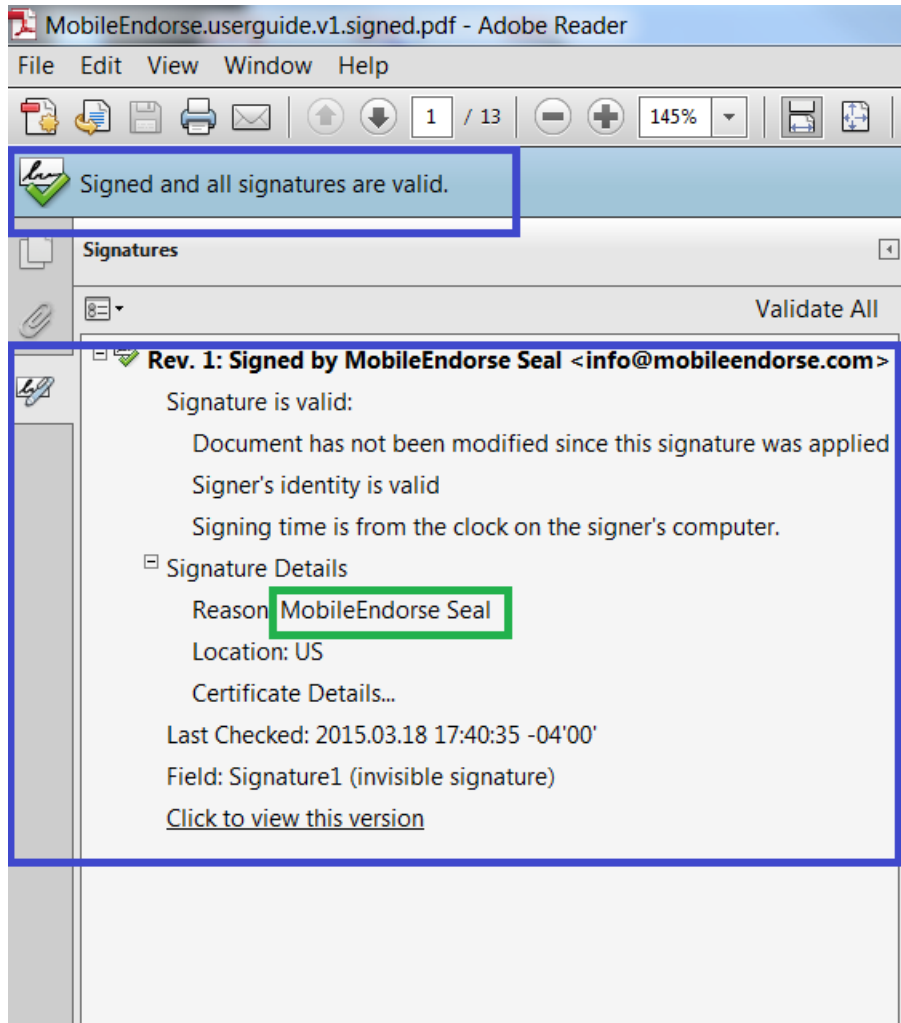 MobileEndorse.userguide.v1.signed.pdf - Adobe Reader
File Edit View Window Help
1 / 13 145%
Signed and all signatures are valid.
Signatures
Validate All
Rev. 1: Signed by MobileEndorse Seal <info@mobileendorse.com>
Signature is valid:
Document has not been modified since this signature was applied
Signer's identity is valid
Signing time is from the clock on the signer's computer.
Signature Details
Reason: MobileEndorse Seal
Location: US
Certificate Details...
Last Checked: 2015.03.18 17:40:35 -04'00'
Field: Signature1 (invisible signature)
Click to view this version